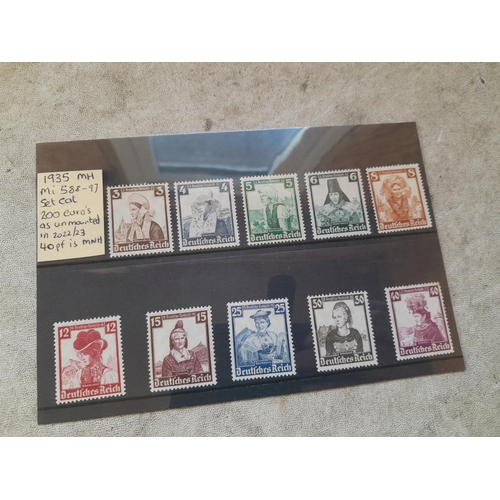 1935 MH
Mi 588-97
Set Cat
200 euro's
as unmounted
in 2022/23
40pf is MNH
3 3
Deutsches Reich
4 4
Deutsches Reich
5 5
Deutsches Reich
6 6
Deutsches Reich
8 8
Deutsches Reich
12 12
Deutsches Reich
15 15
Deutsches Reich
25 25
Deutsches Reich
30 30
Deutsches Reich
40 40
Deutsches Reich